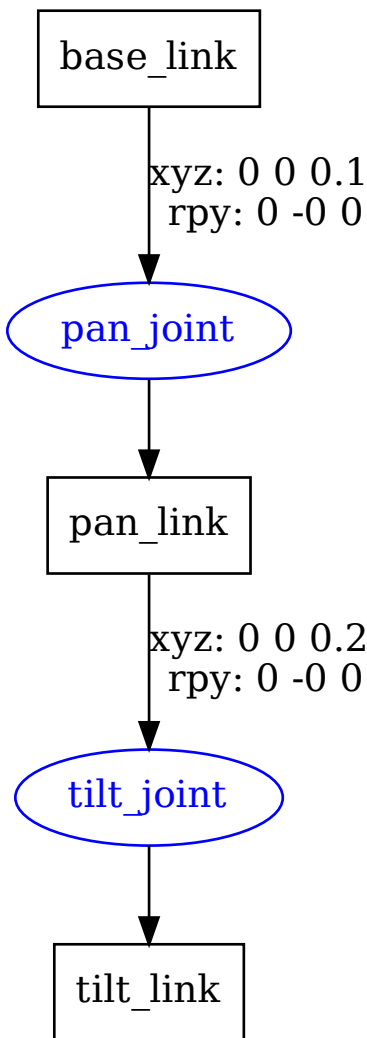 base_link
xyz: 0 0 0.1
rpy: 0 -0 0
pan_joint
pan_link
xyz: 0 0 0.2
rpy: 0 -0 0
tilt_joint
tilt_link